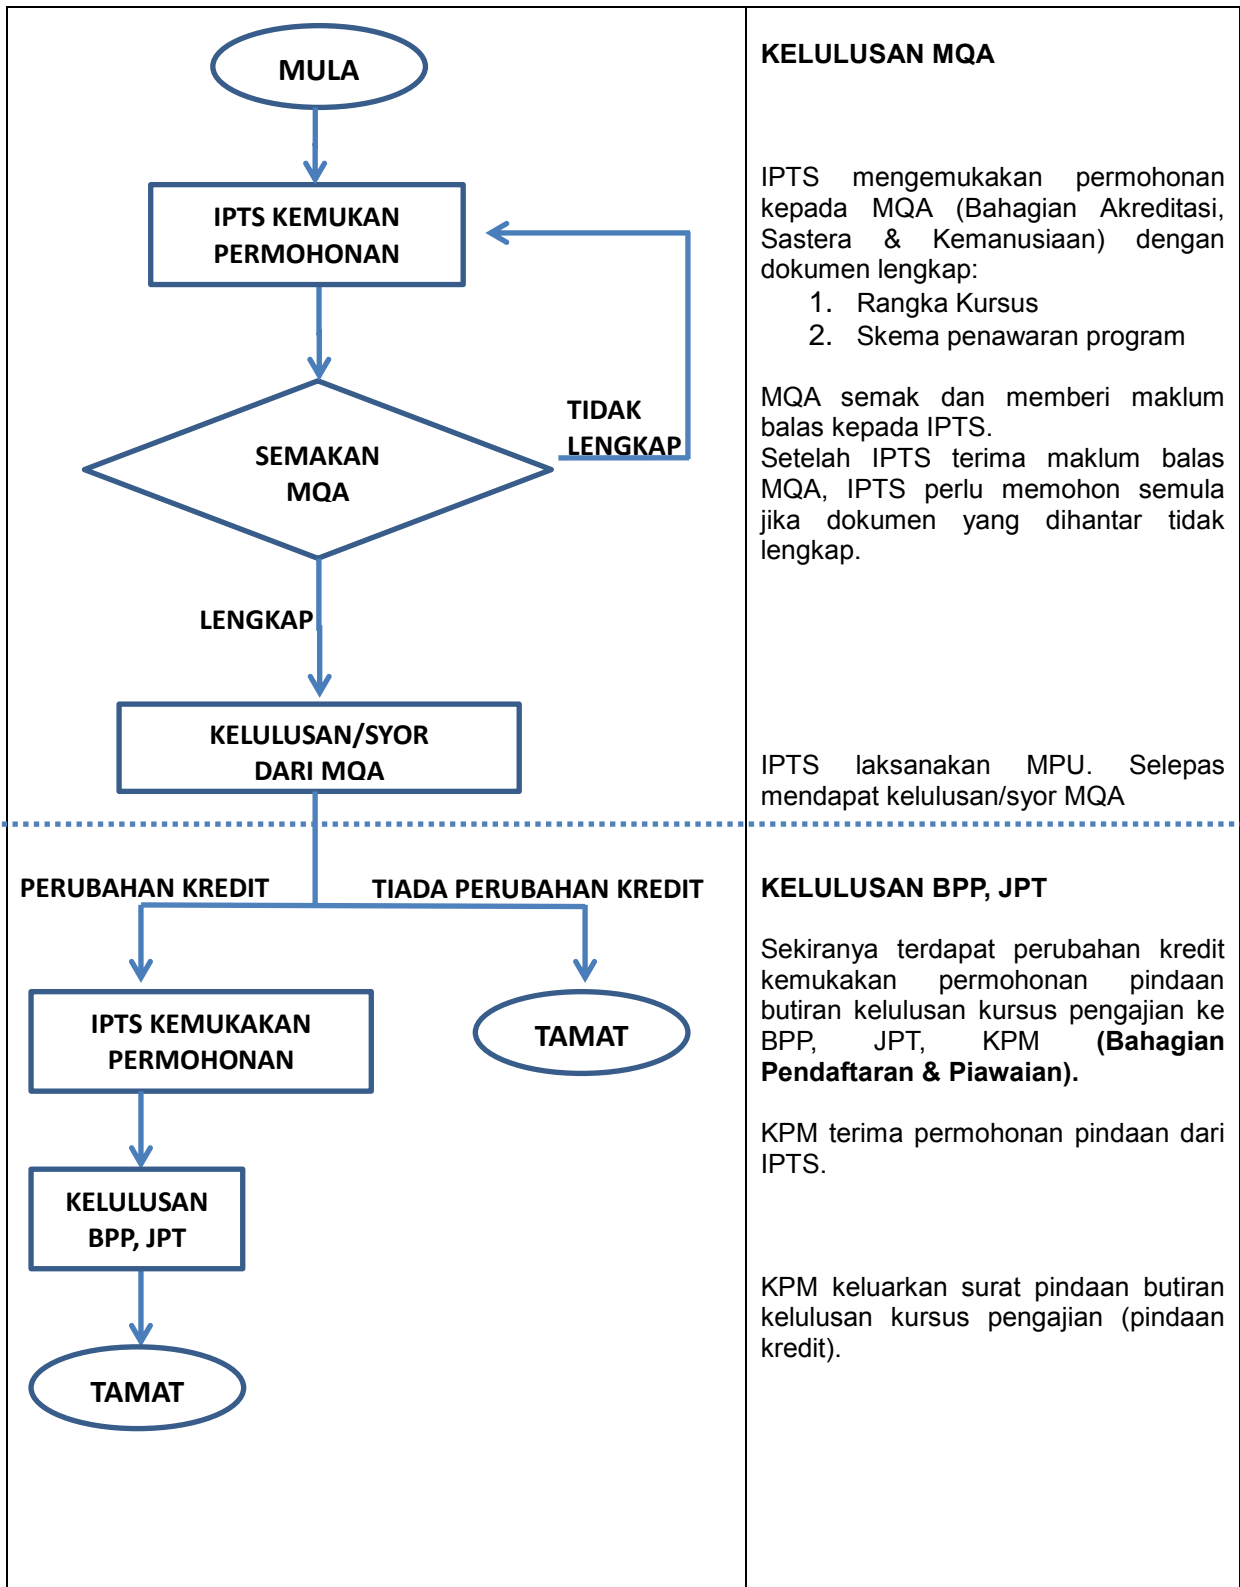 MULA
IPTS KEMUKAN
PERMOHONAN
SEMAKAN
MQA
TIDAK
LENGKAP
LENGKAP
KELULUSAN/SYOR
DARI MQA
PERUBAHAN KREDIT
TIADA PERUBAHAN KREDIT
IPTS KEMUKAKAN
PERMOHONAN
TAMAT
KELULUSAN
BPP, JPT
TAMAT
KELULUSAN MQA
IPTS mengemukakan permohonan
kepada MQA (Bahagian Akreditasi,
Sastera & Kemanusiaan) dengan
dokumen lengkap:
1. Rangka Kursus
2. Skema penawaran program
MQA semak dan memberi maklum
balas kepada IPTS.
Setelah IPTS terima maklum balas
MQA, IPTS perlu memohon semula
jika dokumen yang dihantar tidak
lengkap.
IPTS laksanakan MPU. Selepas
mendapat kelulusan/syor MQA
KELULUSAN BPP, JPT
Sekiranya terdapat perubahan kredit
kemukakan permohonan pindaan
butiran kelulusan kursus pengajian ke
BPP, JPT, KPM (Bahagian
Pendaftaran & Piawaian).
KPM terima permohonan pindaan dari
IPTS.
KPM keluarkan surat pindaan butiran
kelulusan kursus pengajian (pindaan
kredit).